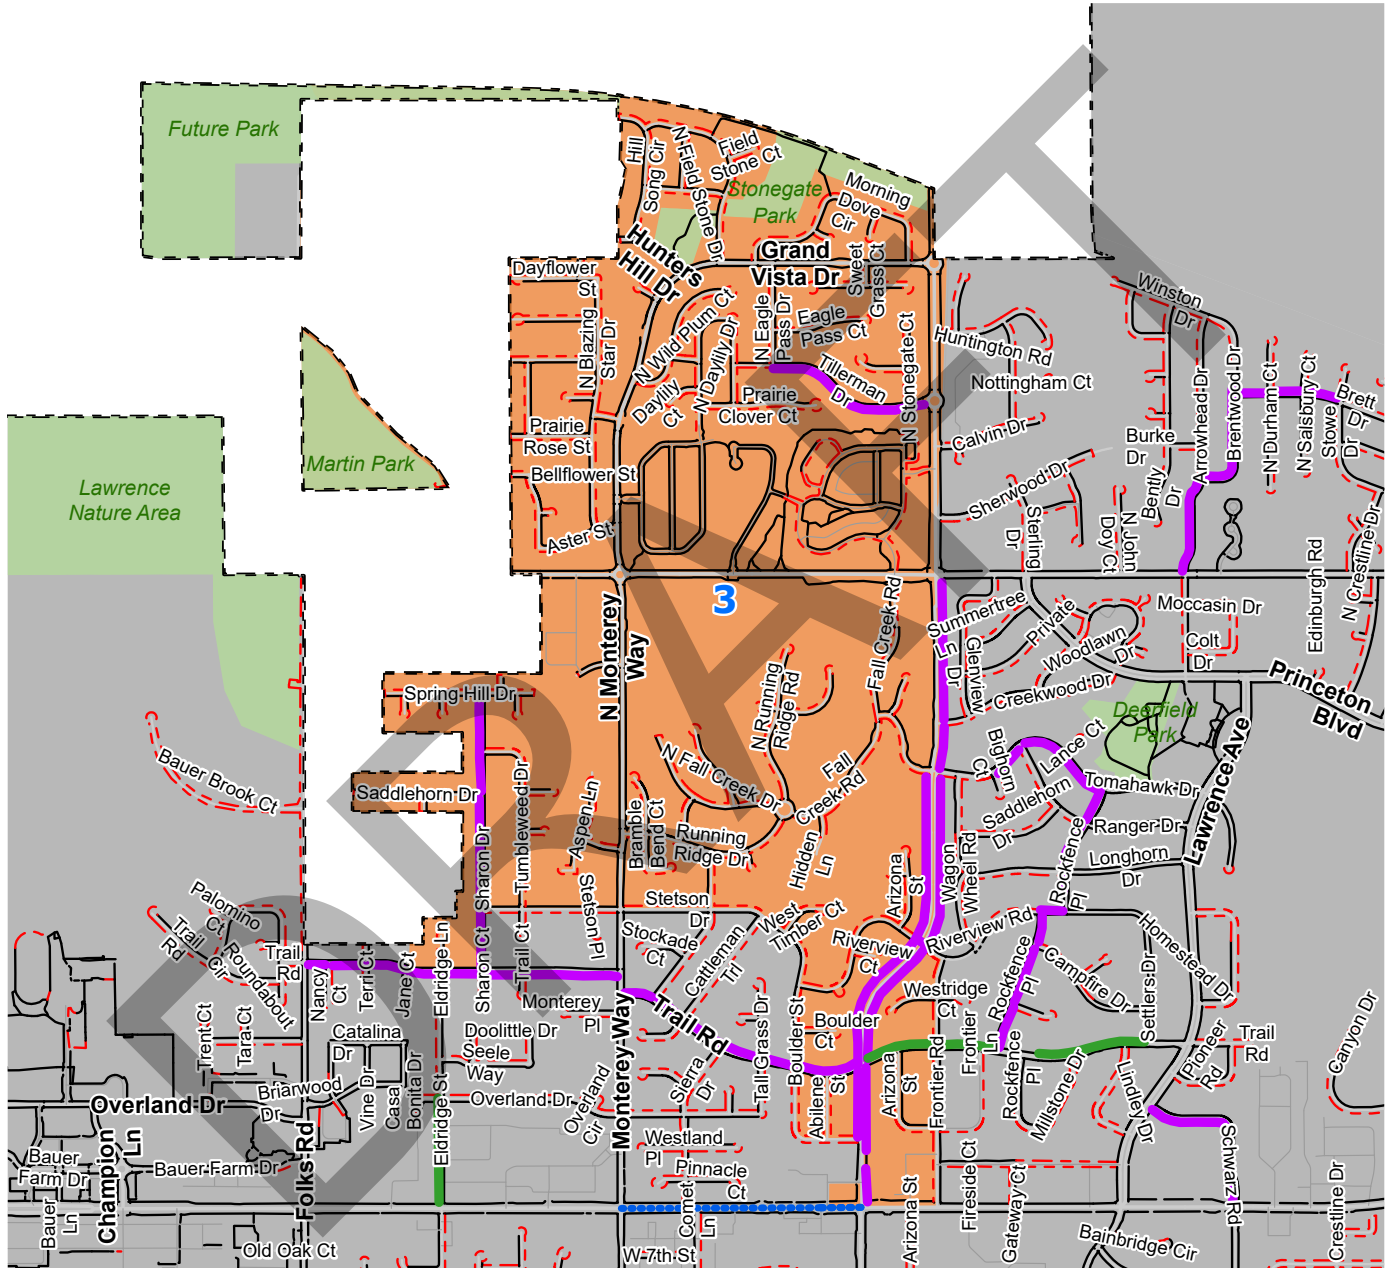 DRAFT
Future Park
Hill
Song Cir
N Field Stone Dr
Field
Stone Ct
Stonegate
Park
Morning
Dove
Cir
Hunters
Hill Dr
Grand
Vista Dr
Sweet
Grass Ct
Dayflower
St
N Blazing
Star Dr
N Wild Plum Ct
N Eagle
Pass Dr
Eagle
Pass Ct
Winston
Dr
Huntington Rd
N Stonegate Ct
Daylily
Ct
N Daylily Dr
Tillerman
Dr
Nottingham Ct
Prairie
Clover Ct
Arrowhead Dr
Brentwood Dr
N Durham Ct
N Salsbury Ct
Stowe
Dr
Brett
Dr
Prairie
Rose St
Calvin Dr
Burke
Dr
Martin Park
Bellflower St
Sherwood Dr
Bently
Dr
Lawrence
Nature Area
Aster St
Sterling
Dr
N John
Doy Ct
Edinburgh Rd
N Crestline Dr
3
Fall Creek Rd
Summertree
Ln
Private
Moccasin Dr
N Monterey
Way
Glenview
Dr
Woodlawn
Dr
Colt
Dr
Spring Hill Dr
N Running
Ridge Rd
Creekwood Dr
Princeton
Blvd
Deerfield
Park
Bauer Brook Ct
Saddlehorn Dr
Sharon Dr
Tumbleweed Dr
Aspen Ln
Bramble
Bend Ct
N Fall Creek Dr
Fall
Creek Rd
Bighorn
Ct
Lance Ct
Tomahawk Dr
Lawrence Ave
Saddlehorn
Dr
Ranger Dr
Running
Ridge Dr
Hidden
Ln
Arizona
St
Wagon
Wheel Rd
Rockfence
Pl
Longhorn
Dr
Palomino
Ct
Trail
Rd
Roundabout
Cir
Trail
Rd
Stetson Pl
Stetson
Dr
Stockade
Ct
Cattleman
Trl
West
Timber Ct
Riverview
Ct
Riverview Rd
Homestead Dr
Nancy
Ct
Terri Ct
Jane Ct
Eldridge Ln
Sharon Ct
Trail Ct
Rockfence
Pl
Campfire Dr
Settlers Dr
Trent Ct
Tara Ct
Catalina
Dr
Monterey
Pl
Monterey Way
Trail Rd
Tall Grass Dr
Boulder St
Boulder
Ct
Westridge
Ct
Frontier
Ln
Trail
Rd
Canyon Dr
Doolittle Dr
Seele
Way
Briarwood
Dr
Vine Dr
Casa
Bonita Dr
Eldridge St
Overland Dr
Overland
Cir
Sierra
Dr
Abilene
St
Arizona
St
Frontier Rd
Rockfence
Pl
Millstone Dr
Lindley Dr
Pioneer
Rd
Overland Dr
Champion
Ln
Folks Rd
Bauer
Farm Dr
Bauer Farm Dr
Westland
Pl
Pinnacle
Ct
Comet
Ln
Fireside Ct
Gateway Ct
Schwarz Rd
Crestline Dr
Bauer
Ln
Old Oak Ct
W 7th St
Arizona St
Bainbridge Cir